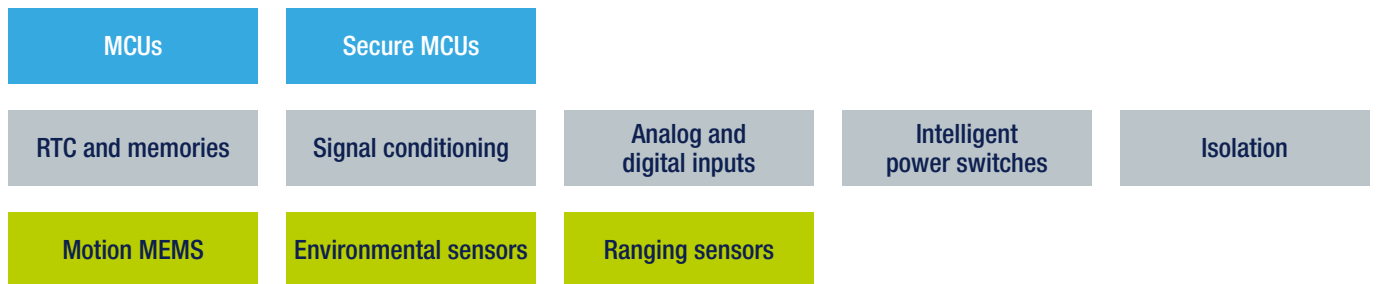 MCUs
Secure MCUs
RTC and memories
Signal conditioning
Analog and
digital inputs
Intelligent
power switches
Isolation
Motion MEMS
Environmental sensors
Ranging sensors